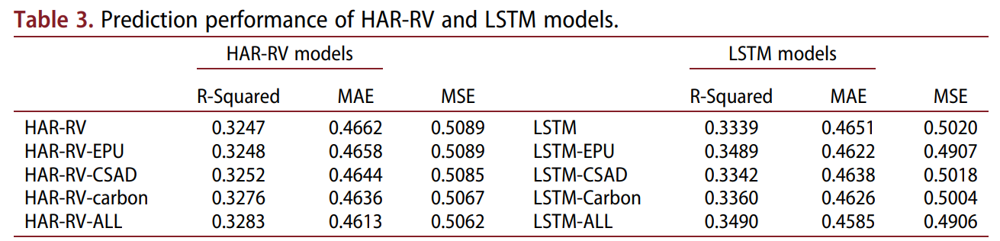 Table 3. Prediction performance of HAR-RV and LSTM models.
HAR-RV models LSTM models
R-Squared MAE MSE R-Squared MAE MSE
HAR-RV 0.3247 0.4662 0.5089 LSTM 0.3339 0.4651 0.5020
HAR-RV-EPU 0.3248 0.4658 0.5089 LSTM-EPU 0.3489 0.4622 0.4907
HAR-RV-CSAD 0.3252 0.4644 0.5085 LSTM-CSAD 0.3342 0.4638 0.5018
HAR-RV-carbon 0.3276 0.4636 0.5067 LSTM-Carbon 0.3360 0.4626 0.5004
HAR-RV-ALL 0.3283 0.4613 0.5062 LSTM-ALL 0.3490 0.4585 0.4906